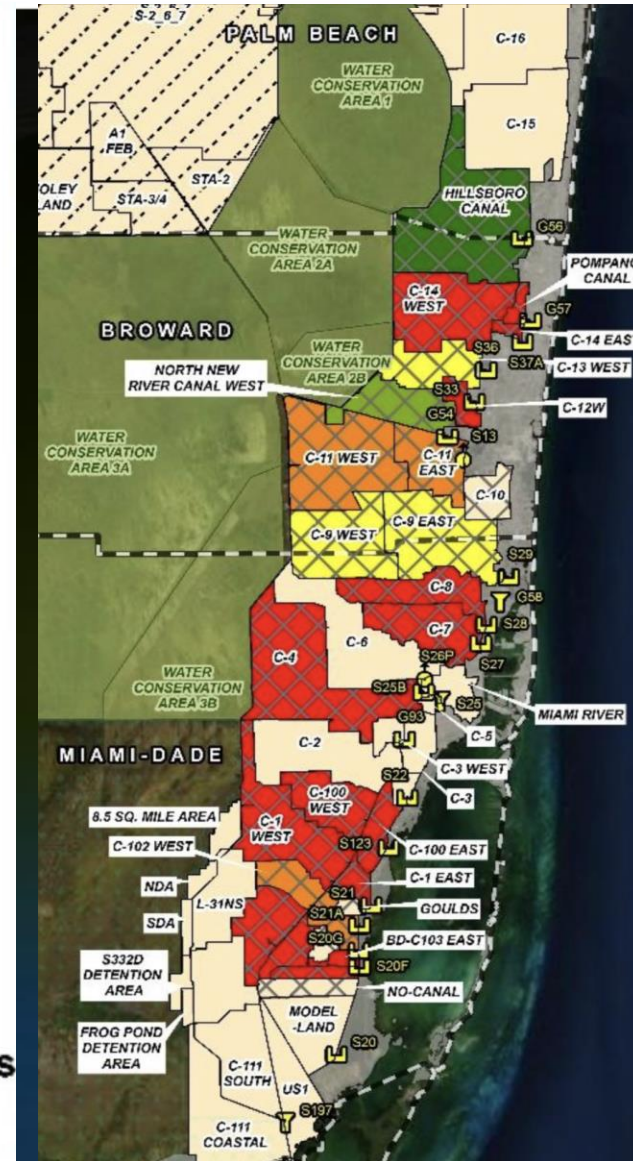 S-2_6_7
PALM BEACH
C-16
WATER
CONSERVATION
AREA 1
C-15
A1
FEB
STA-2
STA-3/4
OLEY
LAND
HILLSBORO
CANAL
G56
WATER
CONSERVATION
AREA 2A
POMPANO
CANAL
C-14
WEST
G57
BROWARD
C-14 EAST
S36
S37A
C-13 WEST
WATER
CONSERVATION
AREA 2B
NORTH NEW
RIVER CANAL WEST
S33
C-12W
G54
S13
WATER
CONSERVATION
AREA 3A
C-11 WEST
C-11
EAST
C-10
C-9 WEST
C-9 EAST
S29
C-8
G58
S28
C-7
C-6
S27
C-4
S26P
WATER
CONSERVATION
AREA 3B
S25B
S25
MIAMI RIVER
G93
C-5
MIAMI-DADE
C-2
C-3 WEST
S22
C-3
C-100
WEST
8.5 SQ. MILE AREA
C-1
WEST
C-102 WEST
S123
C-100 EAST
C-1 EAST
NDA
S21
L-31NS
GOULDS
SDA
S21A
S20G
BD-C103 EAST
S332D
DETENTION
AREA
S20F
NO-CANAL
MODEL
-LAND
FROG POND
DETENTION
AREA
S20
C-111
SOUTH
US1
S197
C-111
COASTAL
s